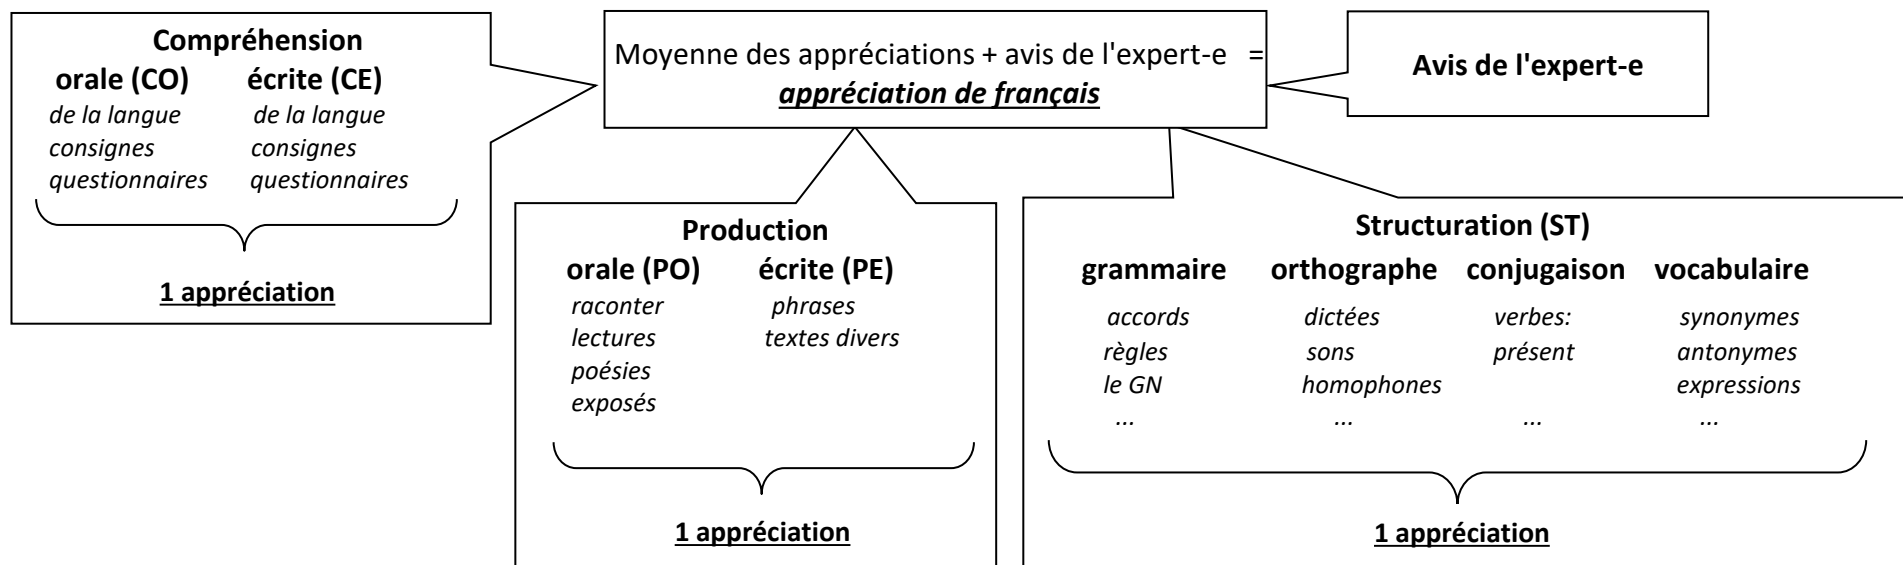 Compréhension
orale (CO) écrite (CE)
de la langue de la langue
consignes consignes
questionnaires questionnaires
1 appréciation
Moyenne des appréciations + avis de l'expert-e =
appréciation de français
Avis de l'expert-e
Production
orale (PO) écrite (PE)
raconter phrases
lectures textes divers
poésies
exposés
1 appréciation
Structuration (ST)
grammaire orthographe conjugaison vocabulaire
accords dictées verbes: synonymes
règles sons présent antonymes
le GN homophones expressions
... ... ... ...
1 appréciation